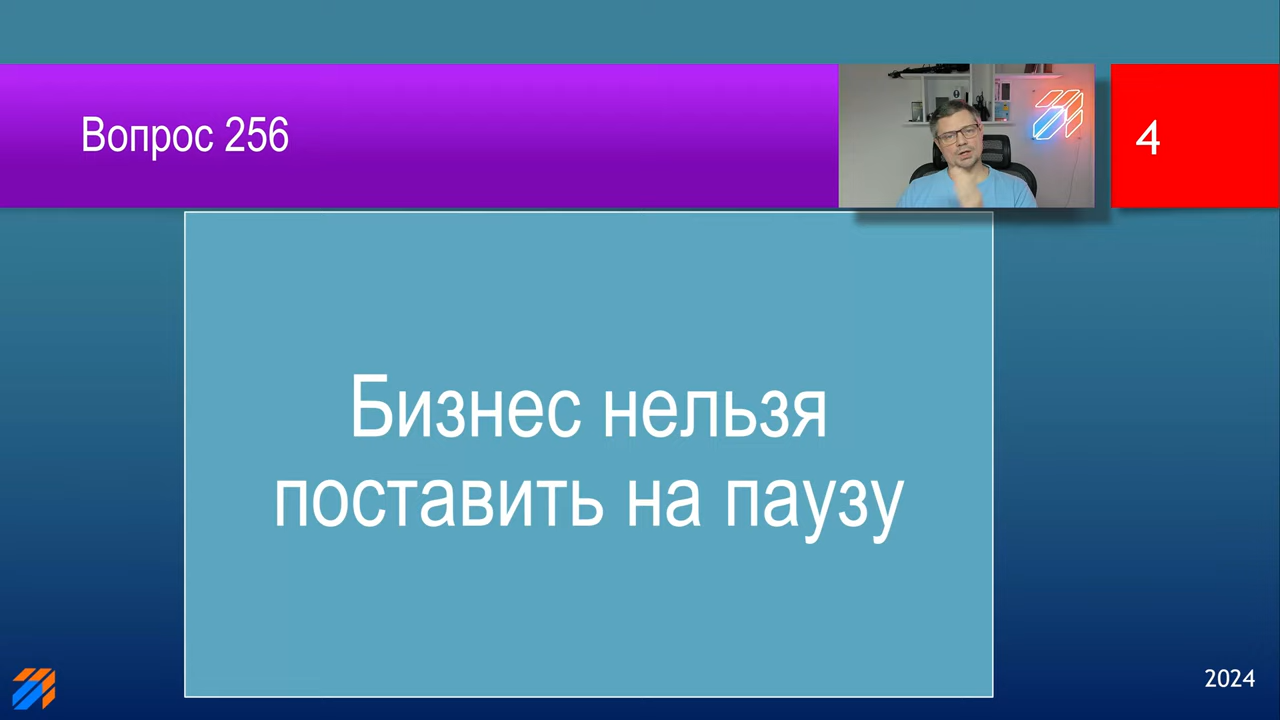 Вопрос 256
4
Бизнес нельзя
поставить на паузу
2024